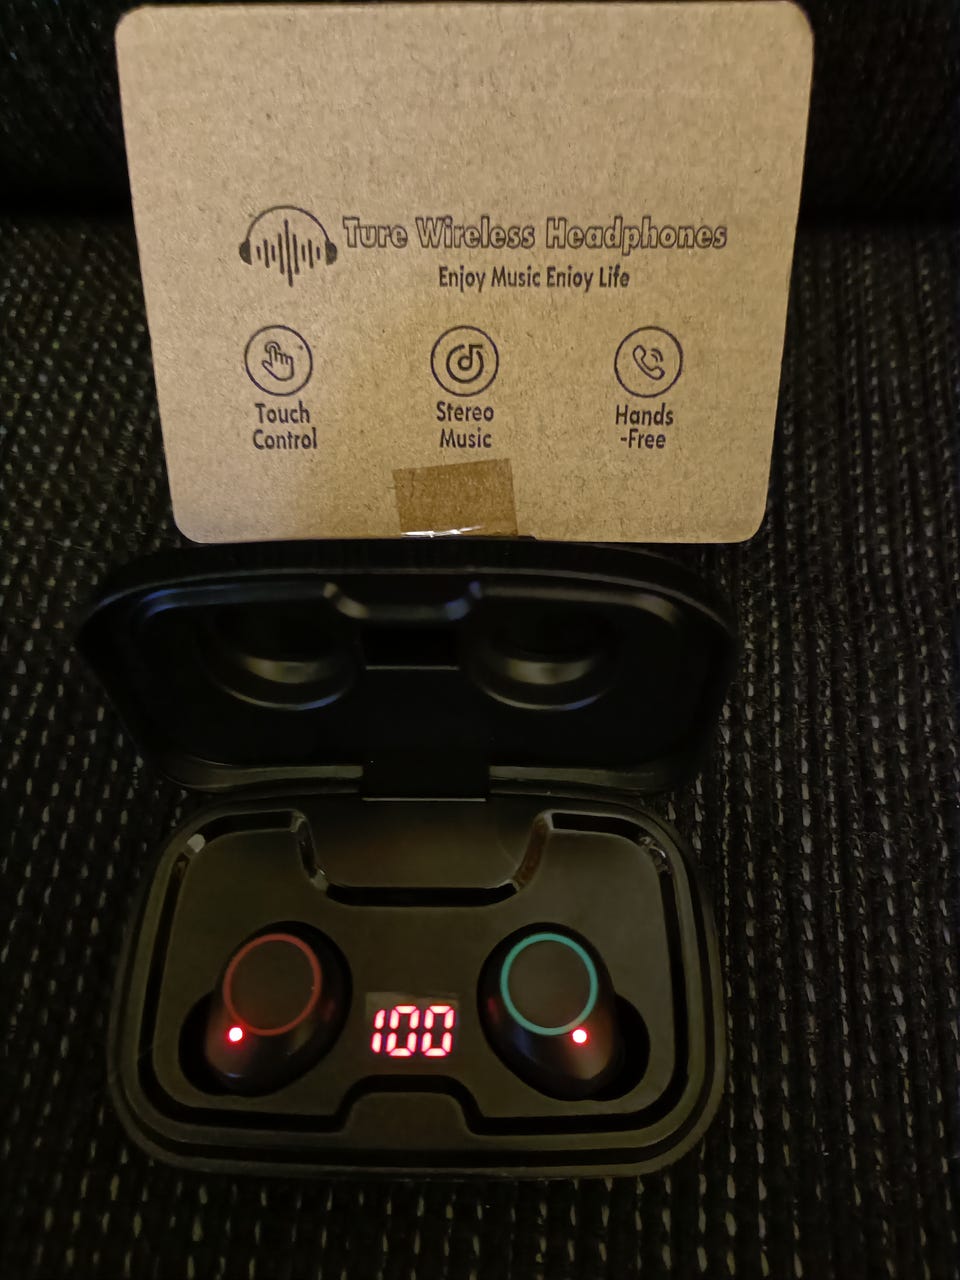 Ture Wireless Headphones
Enjoy Music Enioy Life
Touch
Control
Stereo
Music
Hands
-Free
100